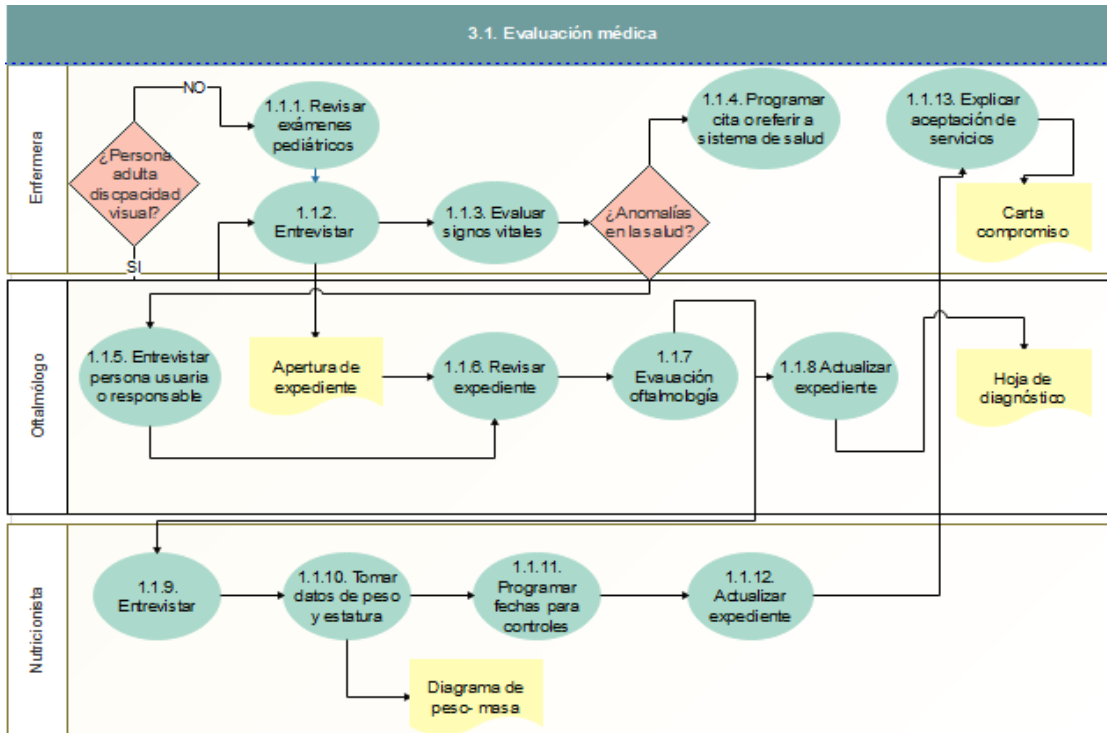 3.1. Evaluación médica
Enfermera
¿Persona
adulta
discpacidad
visual?
NO
SI
1.1.1. Revisar
exámenes
pediátricos
1.1.2.
Entrevistar
1.1.3. Evaluar
signos vitales
¿Anomalías
en la salud?
1.1.4. Programar
cita o referir a
sistema de salud
1.1.13. Explicar
aceptación de
servicios
Carta
compromiso
Oftalmólogo
1.1.5. Entrevistar
persona usuaria
o responsable
Apertura de
expediente
1.1.6. Revisar
expediente
1.1.7
Evauación
oftalmología
1.1.8 Actualizar
expediente
Hoja de
diagnóstico
Nutricionista
1.1.9.
Entrevistar
1.1.10. Tomar
datos de peso
y estatura
1.1.11.
Programar
fechas para
controles
1.1.12.
Actualizar
expediente
Diagrama de
peso- masa